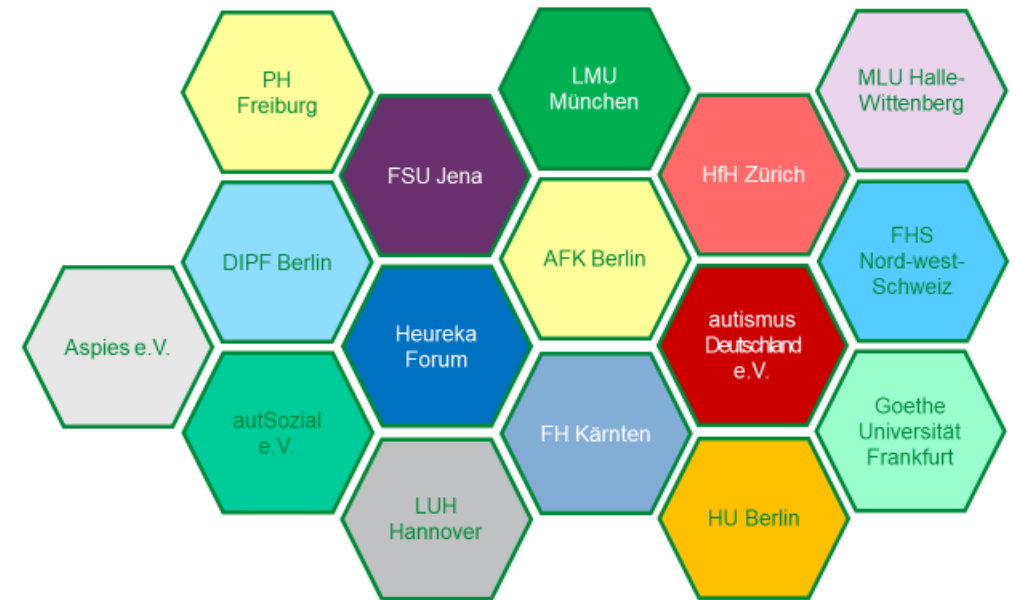 PH
Freiburg
LMU
München
MLU Halle-
Wittenberg
FSU Jena
HfH Zürich
DIPF Berlin
AFK Berlin
FHS
Nord-west-
Schweiz
Aspies e.V.
Heureka
Forum
autismus
Deutschland
e.V.
autSozial
e.V.
FH Kärnten
Goethe
Universität
Frankfurt
LUH
Hannover
HU Berlin